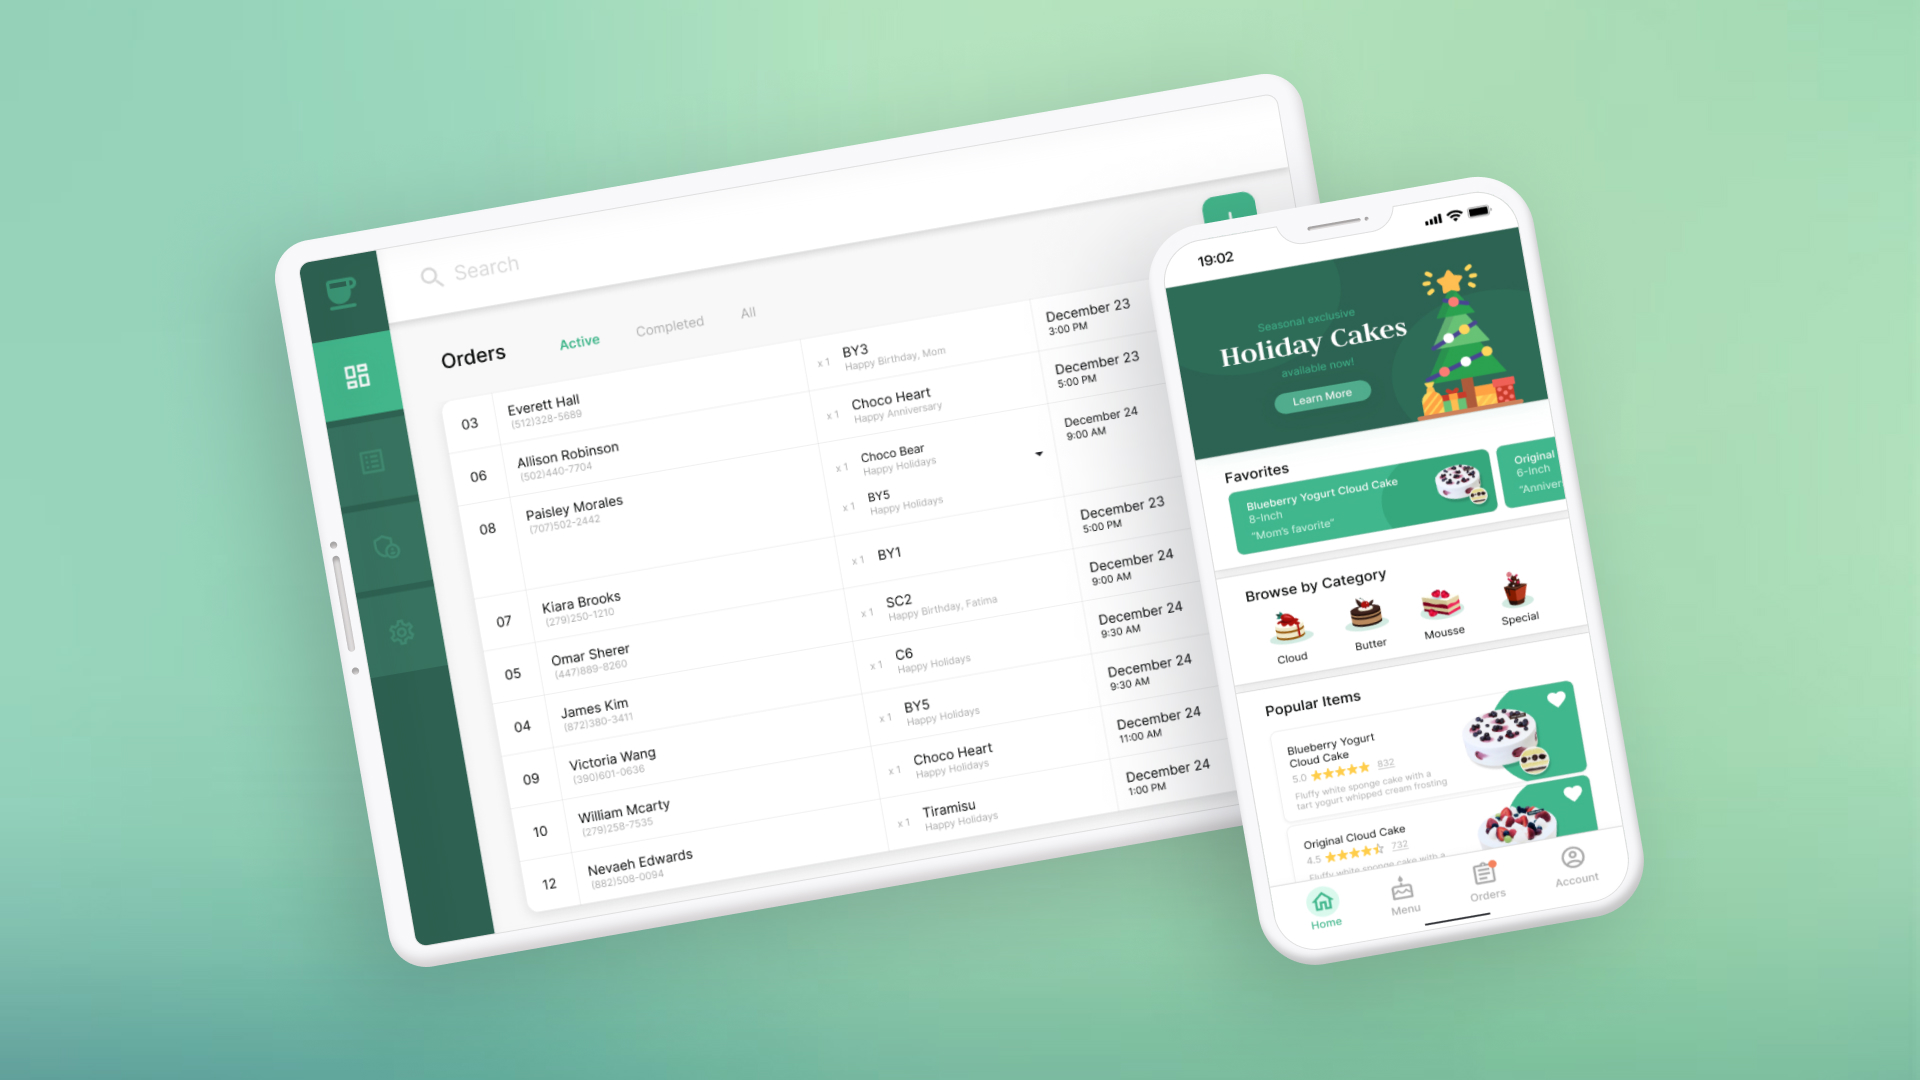 Search
Orders
Active
Completed
All
03
Everett Hall
(512)328-5689
x 1
BY3
Happy Birthday, Mom
December 23
3:00 PM
06
Allison Robinson
(502)440-7704
x 1
Choco Heart
Happy Anniversary
December 23
5:00 PM
08
Paisley Morales
(707)502-2442
x 1
Choco Bear
Happy Holidays
x 1
BY5
Happy Holidays
December 24
9:00 AM
07
Kiara Brooks
(279)250-1210
x 1
BY1
December 23
5:00 PM
05
Omar Sherer
(447)889-8260
x 1
SC2
Happy Birthday, Fatima
December 24
9:00 AM
04
James Kim
(872)380-3411
x 1
C6
Happy Holidays
December 24
9:30 AM
09
Victoria Wang
(390)601-0636
x 1
BY5
Happy Holidays
December 24
9:30 AM
10
William Mcarty
(279)258-7535
x 1
Choco Heart
Happy Holidays
December 24
11:00 AM
12
Nevaeh Edwards
(882)508-0094
x 1
Tiramisu
Happy Holidays
December 24
1:00 PM
19:02
Seasonal exclusive
Holiday Cakes
available now!
Learn More
Favorites
Blueberry Yogurt Cloud Cake
8-Inch
"Mom's favorite"
Original
6-Inch
"Anniver
Browse by Category
Cloud
Butter
Mousse
Special
Popular Items
Blueberry Yogurt
Cloud Cake
5.0
832
Fluffy white sponge cake with a
tart yogurt whipped cream frosting
Original Cloud Cake
4.5
732
Fluffy white sponge cake with a
Home
Menu
Orders
Account